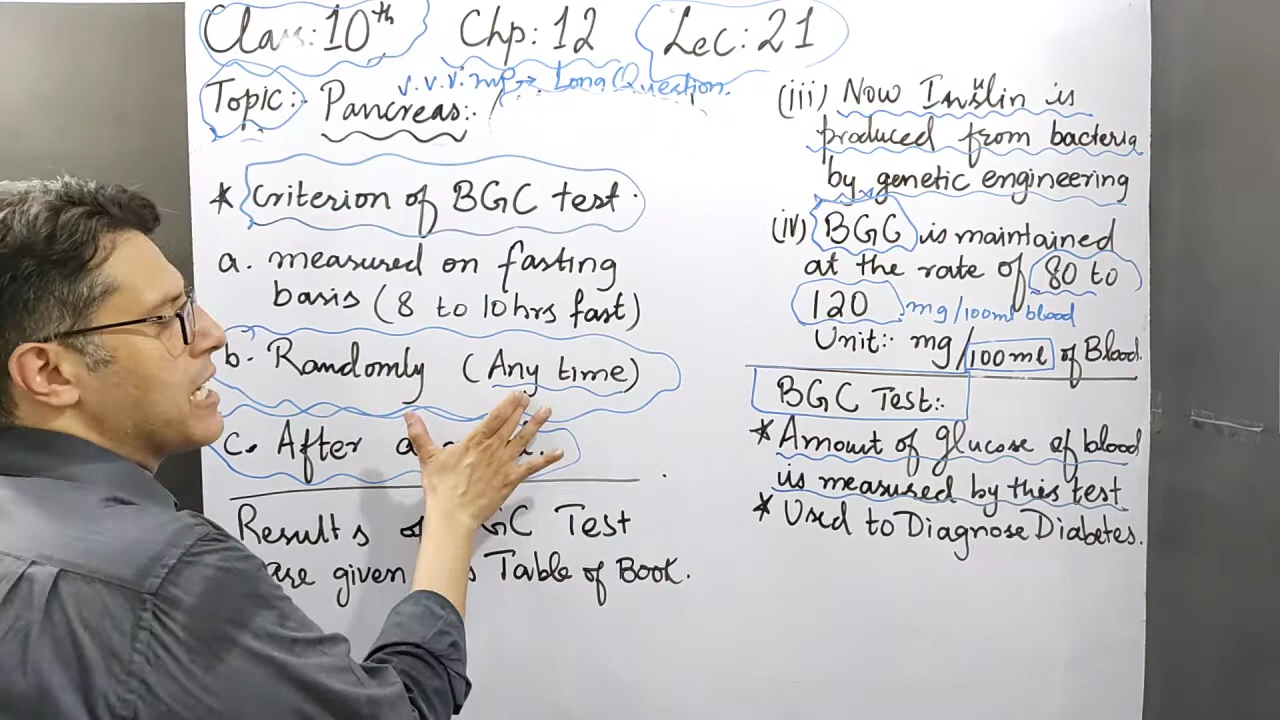 Class: 10th Chp: 12 Lec: 21
v.v.v. imp → Long Question.
Topic:- Pancreas:-
* Criterion of BGC test.
a. measured on fasting
basis (8 to 10hrs fast)
b. Randomly (Any time)
c. After a
Results BGC Test
are given Table of Book.
(iii) Now Insulin is
produced from bacteria
by genetic engineering
(iv) BGC is maintained
at the rate of 80 to
120 mg/100ml blood
Unit:- mg/100ml of Blood.
BGC Test:-
* Amount of glucose of blood
is measured by this test
* Used to Diagnose Diabetes.